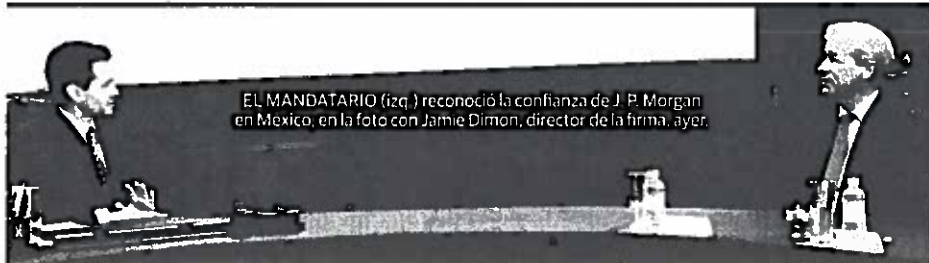 EL MANDATARIO (izq.) reconoció la confianza de J. P. Morgan
en México, en la foto con Jamie Dimon, director de la firma, ayer.